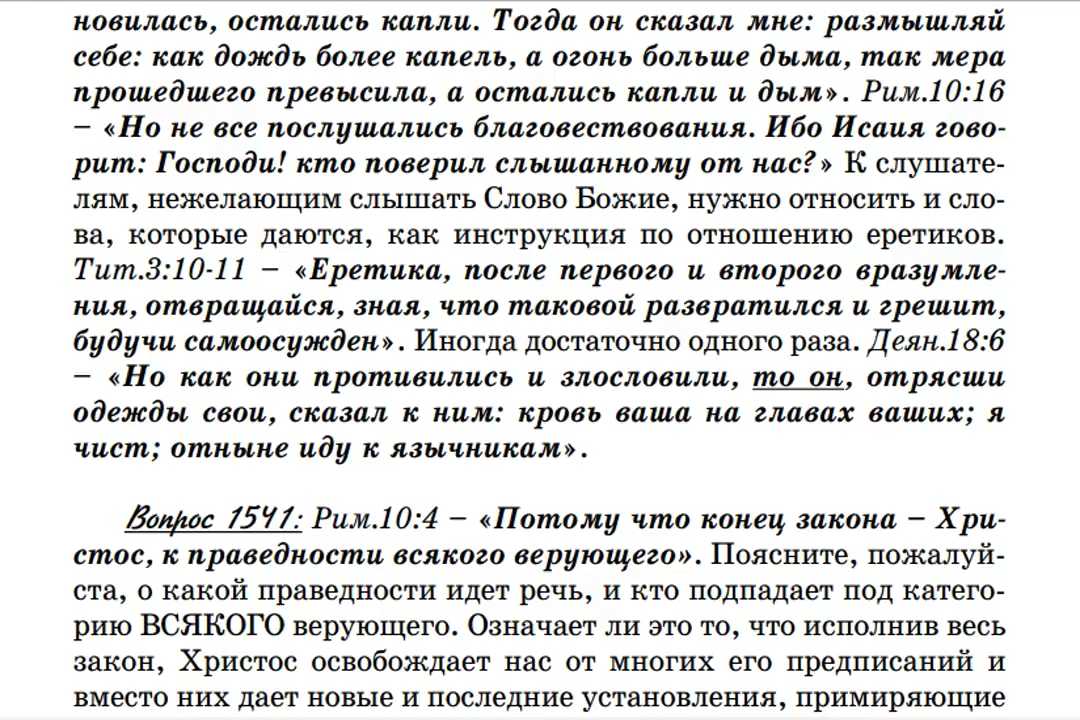 новилась, остались капли. Тогда он сказал мне: размышляй
себе: как дождь более капель, а огонь больше дыма, так мера
прошедшего превысила, а остались капли и дым». Рим.10:16
– «Но не все послушались благовествования. Ибо Исаия гово-
рит: Господи! кто поверил слышанному от нас?» К слушате-
лям, нежелающим слышать Слово Божие, нужно относить и сло-
ва, которые даются, как инструкция по отношению еретиков.
Тит.3:10-11 – «Еретика, после первого и второго вразумле-
ния, отвращайся, зная, что таковой развратился и грешит,
будучи самоосужден». Иногда достаточно одного раза. Деян.18:6
– «Но как они противились и злословили, то он, отрясши
одежды свои, сказал к ним: кровь ваша на главах ваших; я
чист; отныне иду к язычникам».
Вопрос 1541: Рим.10:4 – «Потому что конец закона – Хри-
стос, к праведности всякого верующего». Поясните, пожалуй-
ста, о какой праведности идет речь, и кто подпадает под катего-
рию ВСЯКОГО верующего. Означает ли это то, что исполнив весь
закон, Христос освобождает нас от многих его предписаний и
вместо них дает новые и последние установления, примиряющие